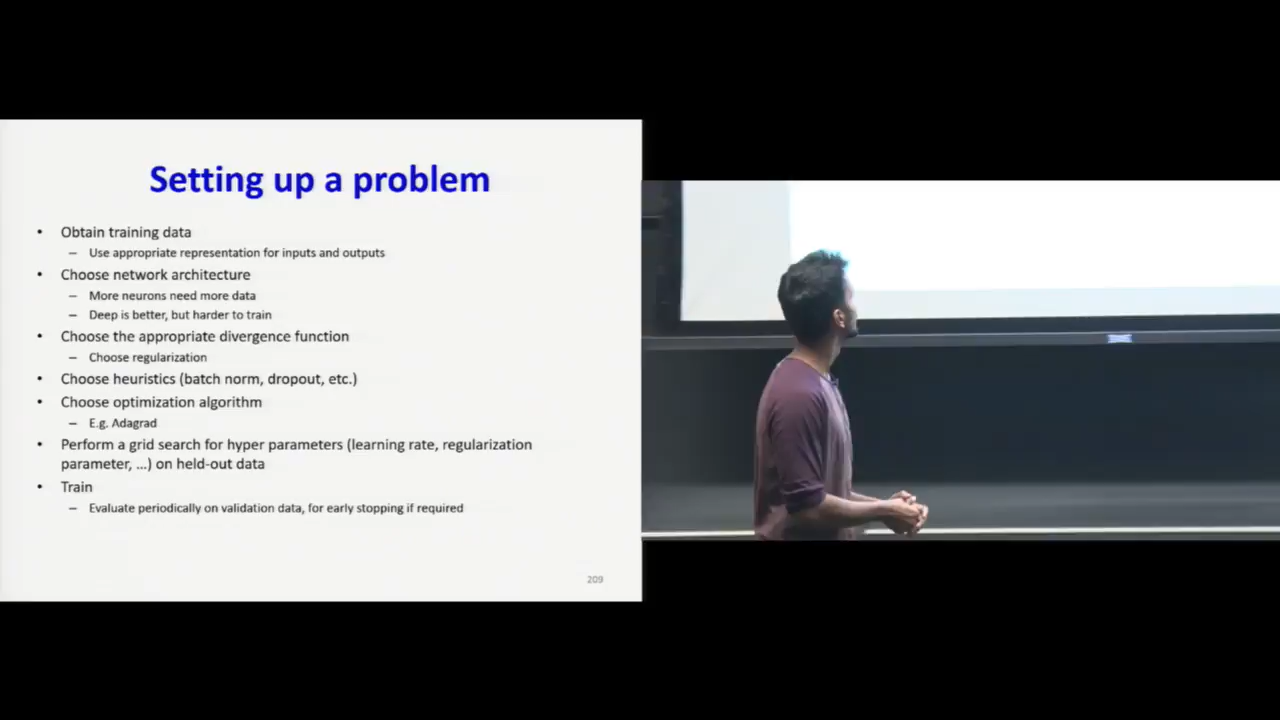 Setting up a problem
• Obtain training data
– Use appropriate representation for inputs and outputs
• Choose network architecture
– More neurons need more data
– Deep is better, but harder to train
• Choose the appropriate divergence function
– Choose regularization
• Choose heuristics (batch norm, dropout, etc.)
• Choose optimization algorithm
– E.g. Adagrad
• Perform a grid search for hyper parameters (learning rate, regularization
parameter, …) on held-out data
• Train
– Evaluate periodically on validation data, for early stopping if required
209